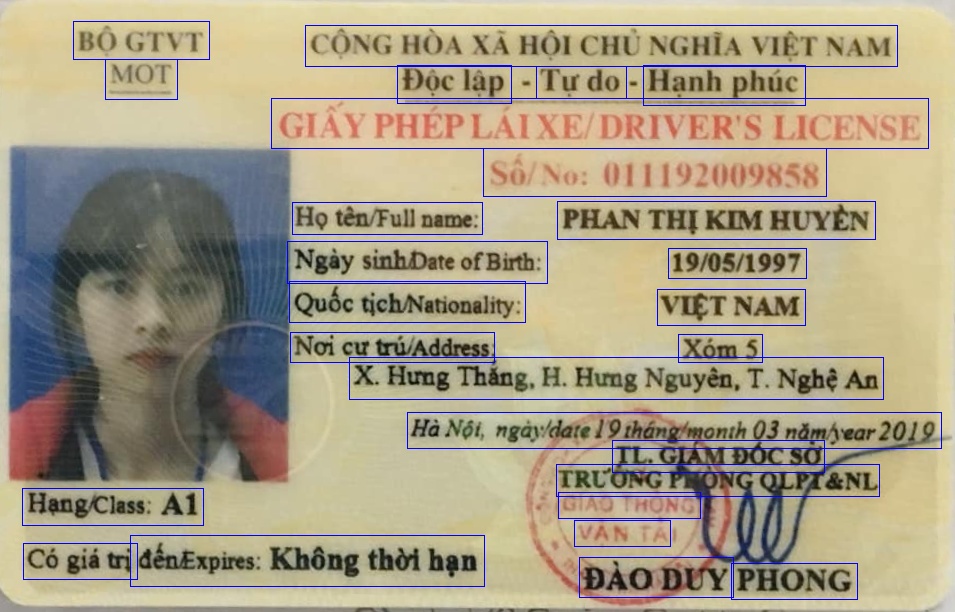 BỘ GTVT
MOT
CỘNG HÒA XÃ HỘI CHỦ NGHĨA VIỆT NAM
Độc lập - Tự do - Hạnh phúc
GIẤY PHÉP LÁI XE/ DRIVER'S LICENSE
Số/No: 011192009858
Họ tên/Full name: PHAN THỊ KIM HUYỀN
Ngày sinh/Date of Birth: 19/05/1997
Quốc tịch/Nationality: VIỆT NAM
Nơi cư trú/Address: Xóm 5
X. Hưng Thắng, H. Hưng Nguyên, T. Nghệ An
Hà Nội, ngày/date 19 tháng/month 03 năm/year 2019
TL. GIÁM ĐỐC SỞ
TRƯỞNG PHÒNG QLPT&NL
GIAO THÔNG
VẬN TẢI
Hạng/Class: A1
Có giá trị đến/Expires: Không thời hạn
ĐÀO DUY PHONG